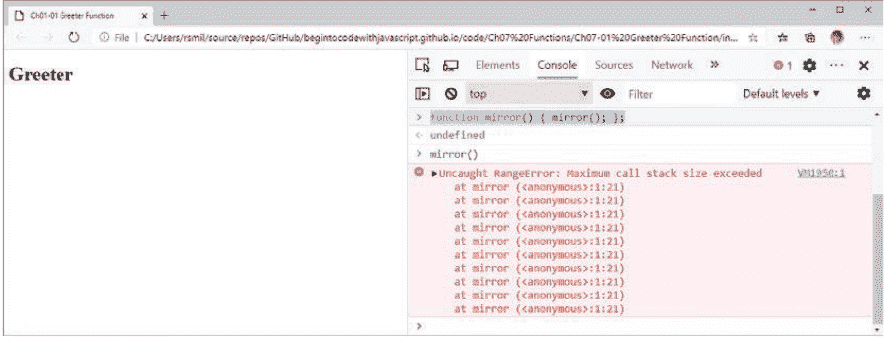 Ch01-01 Greeter Function
File | C:/Users/rsmil/source/repos/GitHub/begintocodewithjavascript.github.io/code/Ch07%20Functions/Ch07-01%20Greeter%20Function/in...
Greeter
Elements Console Sources Network » 1
top Filter Default levels ▼
> function mirror() { mirror(); };
< undefined
> mirror()
▶Uncaught RangeError: Maximum call stack size exceeded VM1950:1
at mirror (<anonymous>:1:21)
at mirror (<anonymous>:1:21)
at mirror (<anonymous>:1:21)
at mirror (<anonymous>:1:21)
at mirror (<anonymous>:1:21)
at mirror (<anonymous>:1:21)
at mirror (<anonymous>:1:21)
at mirror (<anonymous>:1:21)
at mirror (<anonymous>:1:21)
at mirror (<anonymous>:1:21)
>